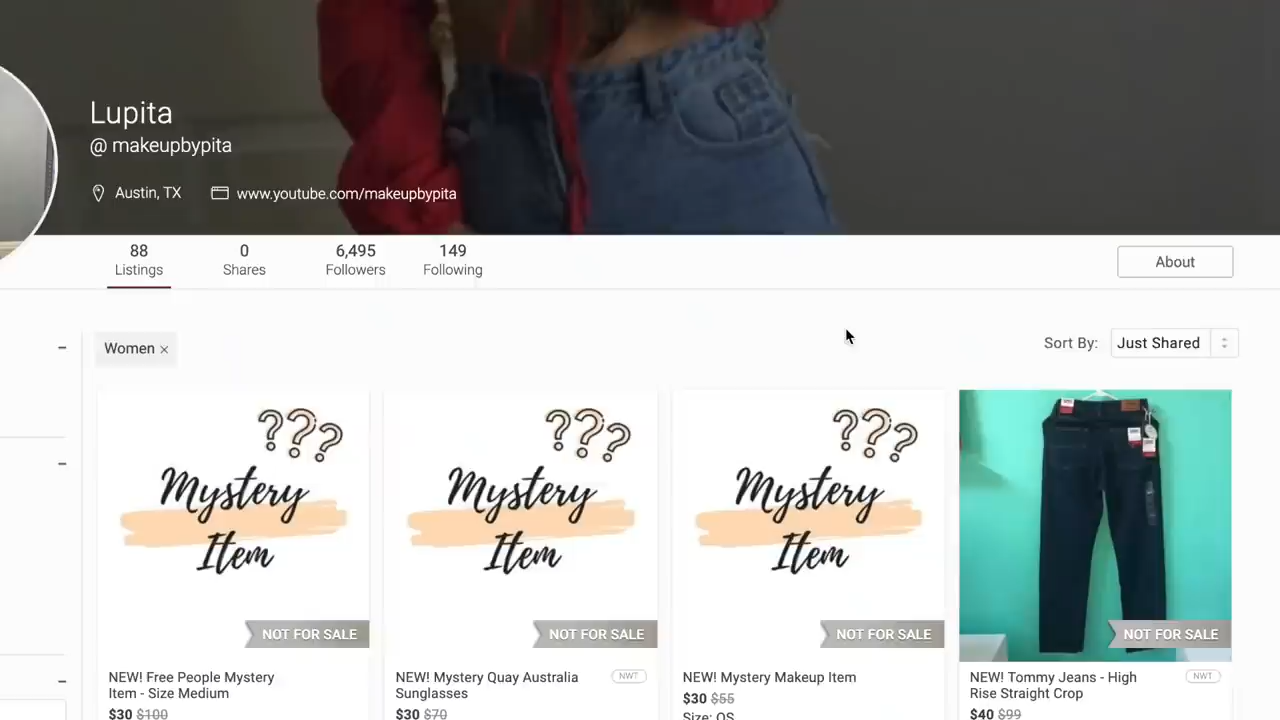 Lupita
@ makeupbypita
Austin, TX
www.youtube.com/makeupbypita
88
Listings
0
Shares
6,495
Followers
149
Following
About
Women ×
Sort By:
Just Shared
???
Mystery
Item
NOT FOR SALE
NEW! Free People Mystery
Item - Size Medium
$30 $100
???
Mystery
Item
NOT FOR SALE
NEW! Mystery Quay Australia
Sunglasses
NWT
$30 $70
???
Mystery
Item
NOT FOR SALE
NEW! Mystery Makeup Item
$30 $55
Size: OS
NOT FOR SALE
NEW! Tommy Jeans - High
Rise Straight Crop
NWT
$40 $99